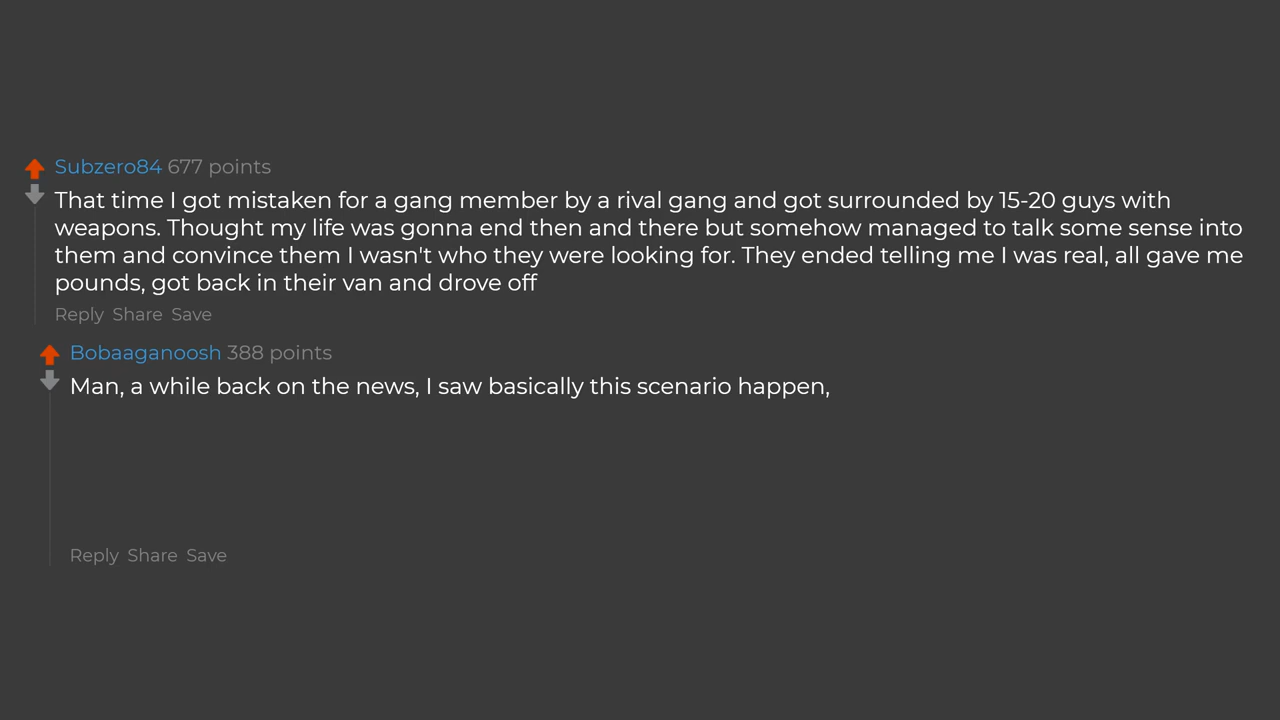 Subzero84 677 points
That time I got mistaken for a gang member by a rival gang and got surrounded by 15-20 guys with
weapons. Thought my life was gonna end then and there but somehow managed to talk some sense into
them and convince them I wasn't who they were looking for. They ended telling me I was real, all gave me
pounds, got back in their van and drove off
Reply Share Save
Bobaaganoosh 388 points
Man, a while back on the news, I saw basically this scenario happen,
Reply Share Save